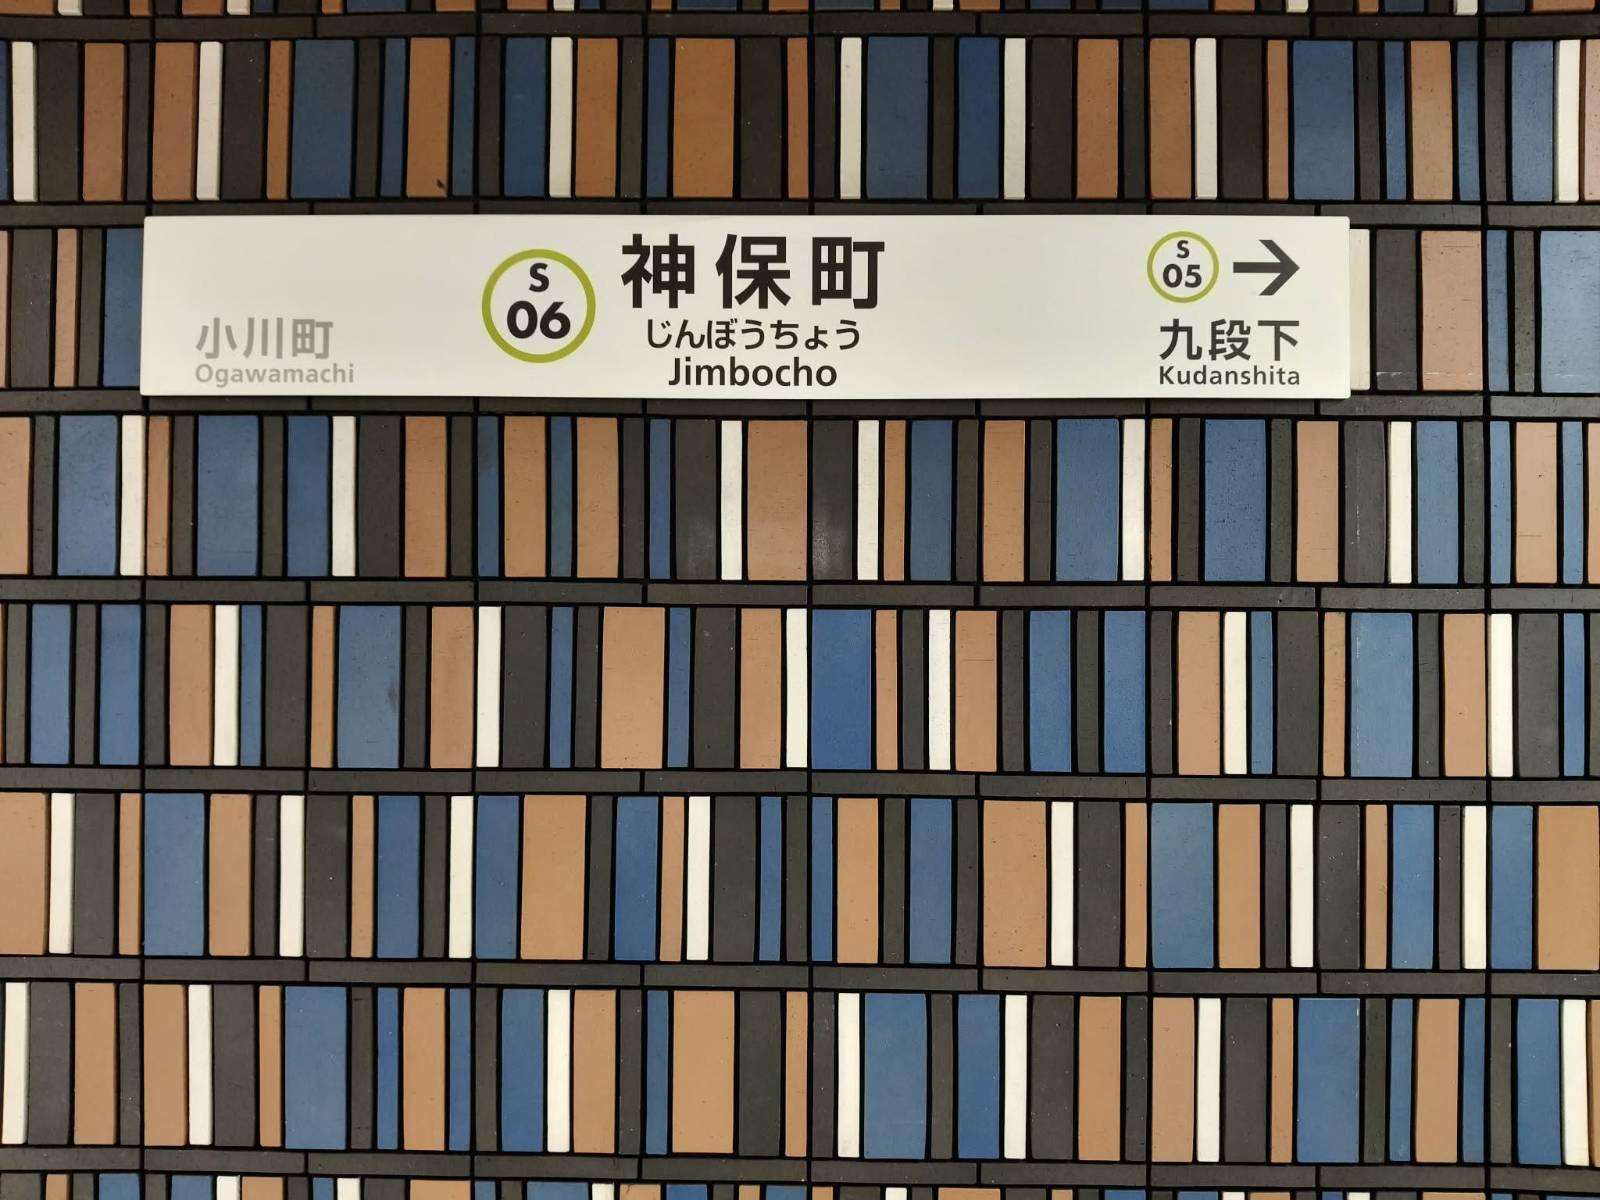 小川町
Ogawamachi
S
06
神保町
じんぼうちょう
Jimbocho
S
05
九段下
Kudanshita